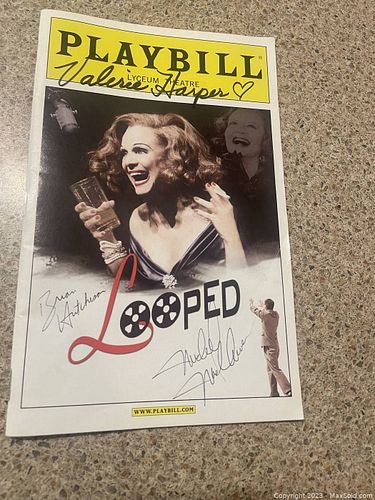 PLAYBILL®
LYCEUM THEATRE
Valerie Harper ♡
Brian
Hutchison
LOOPED
WWW.PLAYBILL.COM
Copyright 2023 - MaxSold.com